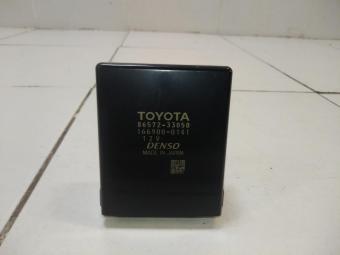 TOYOTA
86572-33050
166900-0141
12V
DENSO
MADE IN JAPAN